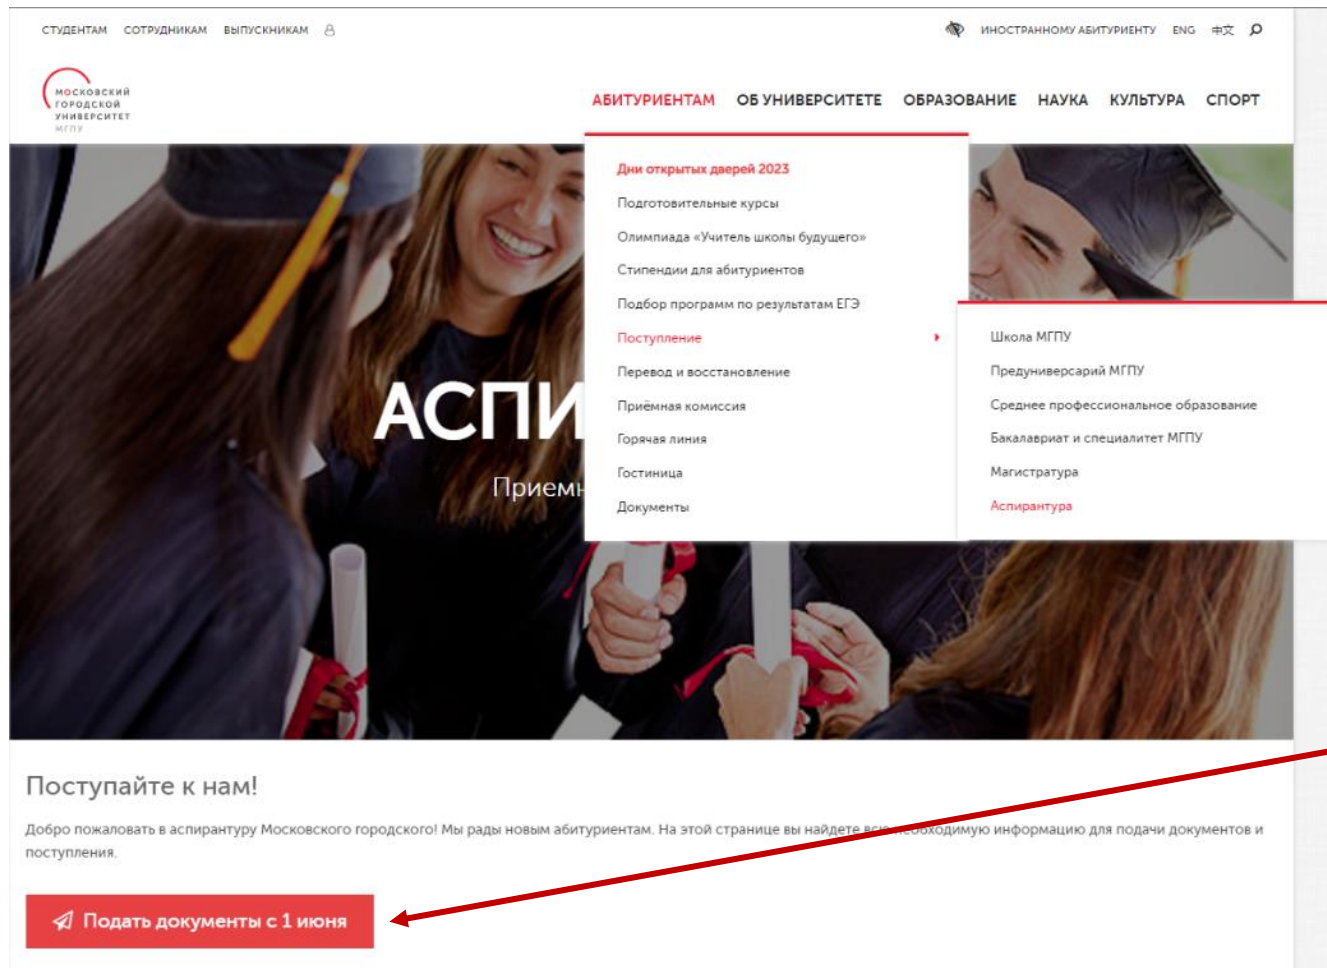 СТУДЕНТАМ СОТРУДНИКАМ ВЫПУСКНИКАМ
ИНОСТРАННОМУ АБИТУРИЕНТУ ENG 中文
МОСКОВСКИЙ
ГОРОДСКОЙ
УНИВЕРСИТЕТ
МГПУ
АБИТУРИЕНТАМ ОБ УНИВЕРСИТЕТЕ ОБРАЗОВАНИЕ НАУКА КУЛЬТУРА СПОРТ
Дни открытых дверей 2023
Подготовительные курсы
Олимпиада «Учитель школы будущего»
Стипендии для абитуриентов
Подбор программ по результатам ЕГЭ
Поступление
Перевод и восстановление
Приёмная комиссия
Горячая линия
Гостиница
Документы
Школа МГПУ
Предуниверсарий МГПУ
Среднее профессиональное образование
Бакалавриат и специалитет МГПУ
Магистратура
Аспирантура
АСПИ
Приемн
Поступайте к нам!
Добро пожаловать в аспирантуру Московского городского! Мы рады новым абитуриентам. На этой странице вы найдете всю необходимую информацию для подачи документов и
поступления.
Подать документы с 1 июня